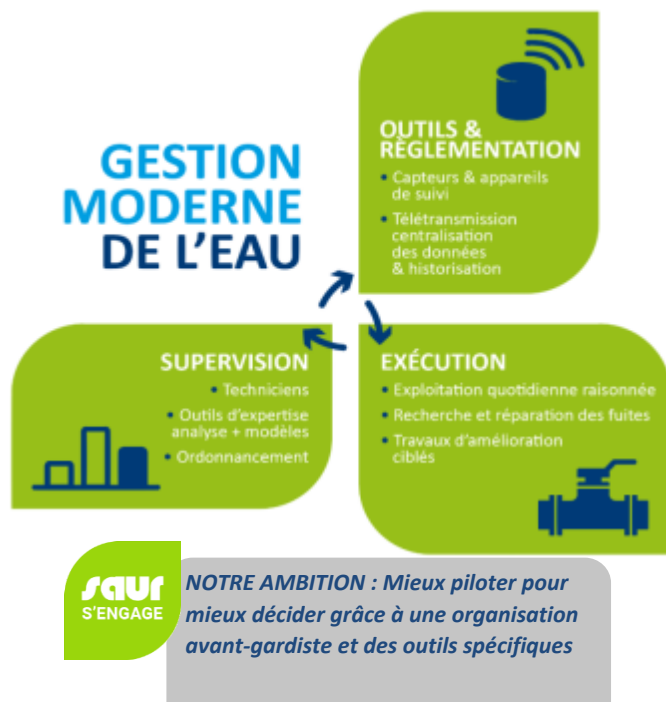 GESTION
MODERNE
DE L'EAU
OUTILS &
RÈGLEMENTATION
• Capteurs & appareils
de suivi
• Télétransmission
centralisation
des données
& historisation
SUPERVISION
• Techniciens
• Outils d'expertise
analyse + modèles
• Ordonnancement
EXÉCUTION
• Exploitation quotidienne raisonnée
• Recherche et réparation des fuites
• Travaux d'amélioration
ciblés
saur
S'ENGAGE
NOTRE AMBITION : Mieux piloter pour
mieux décider grâce à une organisation
avant-gardiste et des outils spécifiques